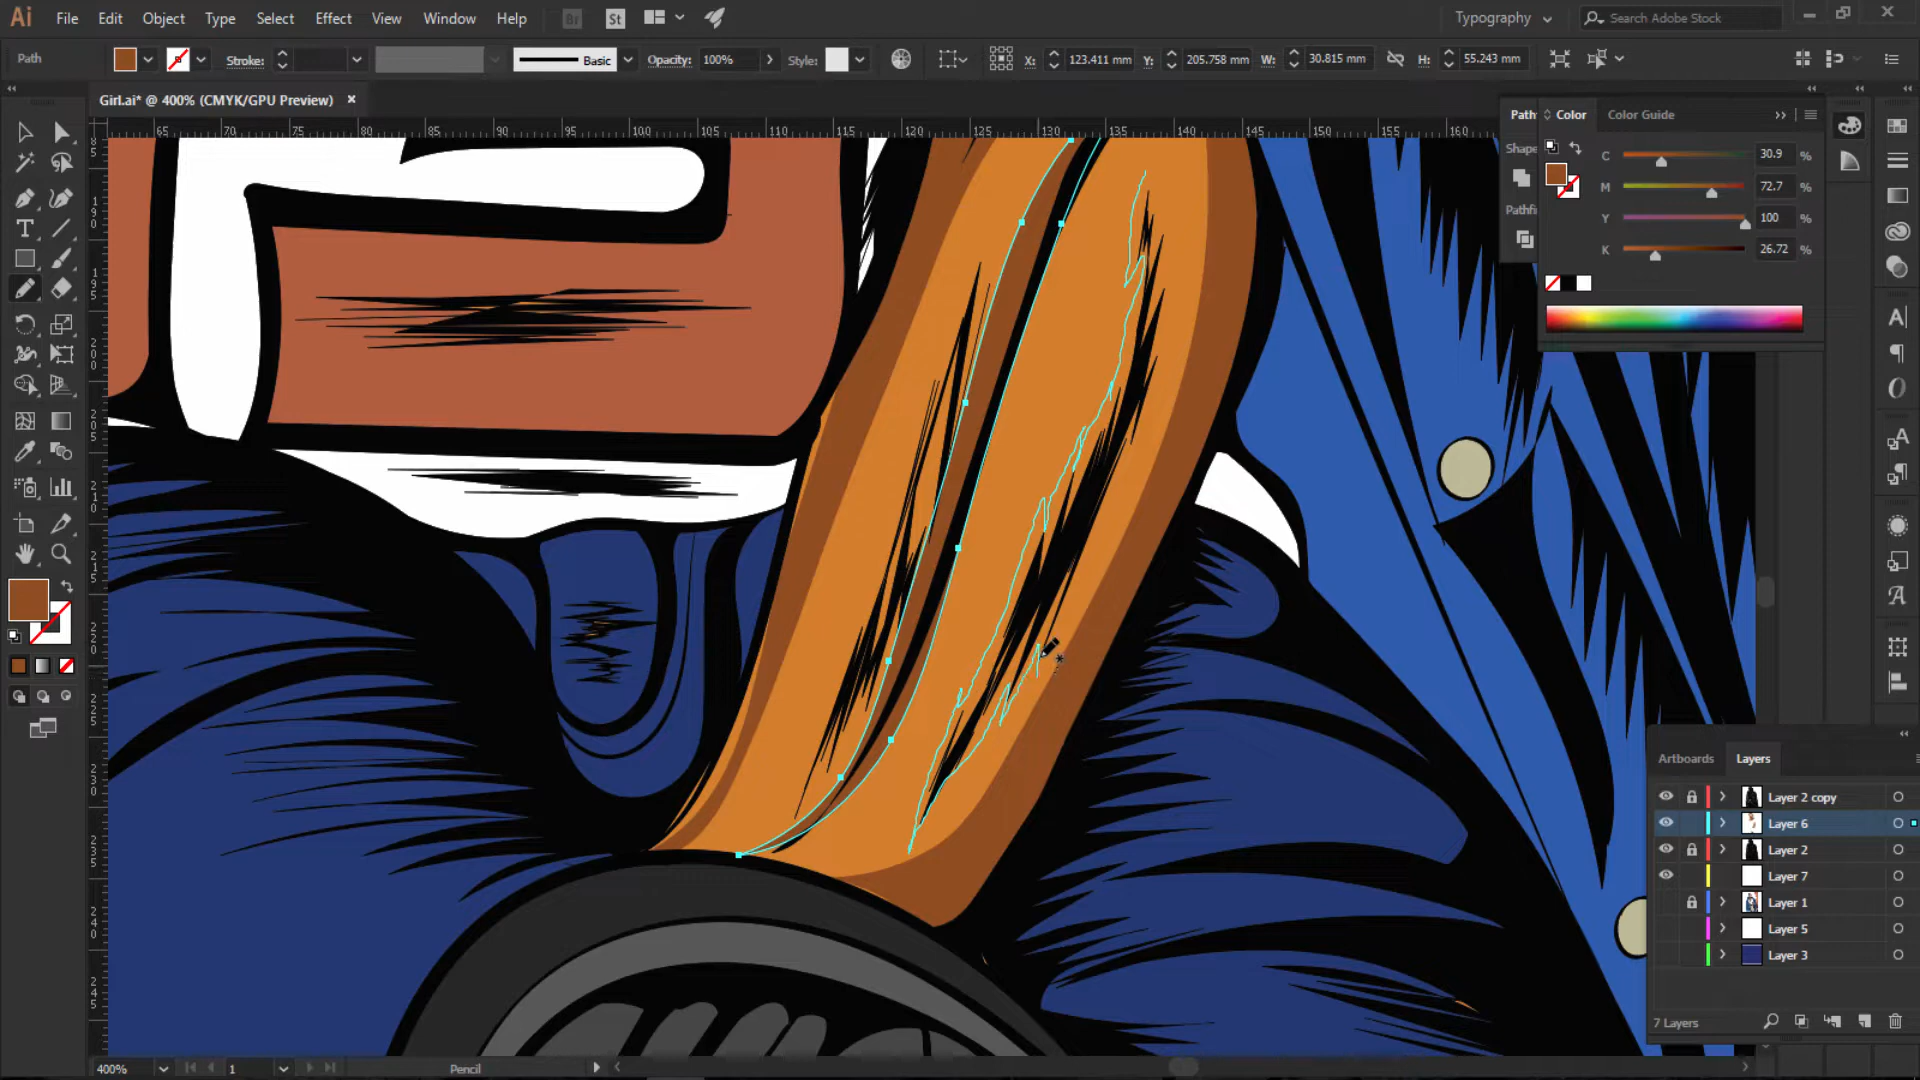 Ai File Edit Object Type Select Effect View Window Help Br St Typography Search Adobe Stock
Path Stroke: Basic Opacity: 100% Style: X: 123.411 mm Y: 205.758 mm W: 30.815 mm H: 55.243 mm
Girl.ai* @ 400% (CMYK/GPU Preview) ×
65 70 75 80 85 90 95 100 105 110 115 120 125 130 135 140 145 150 155 160
Path Color Color Guide
Shape
Pathfi
C 30.9 %
M 72.7 %
Y 100 %
K 26.72 %
Artboards Layers
Layer 2 copy
Layer 6
Layer 2
Layer 7
Layer 1
Layer 5
Layer 3
7 Layers
400% 1 Pencil